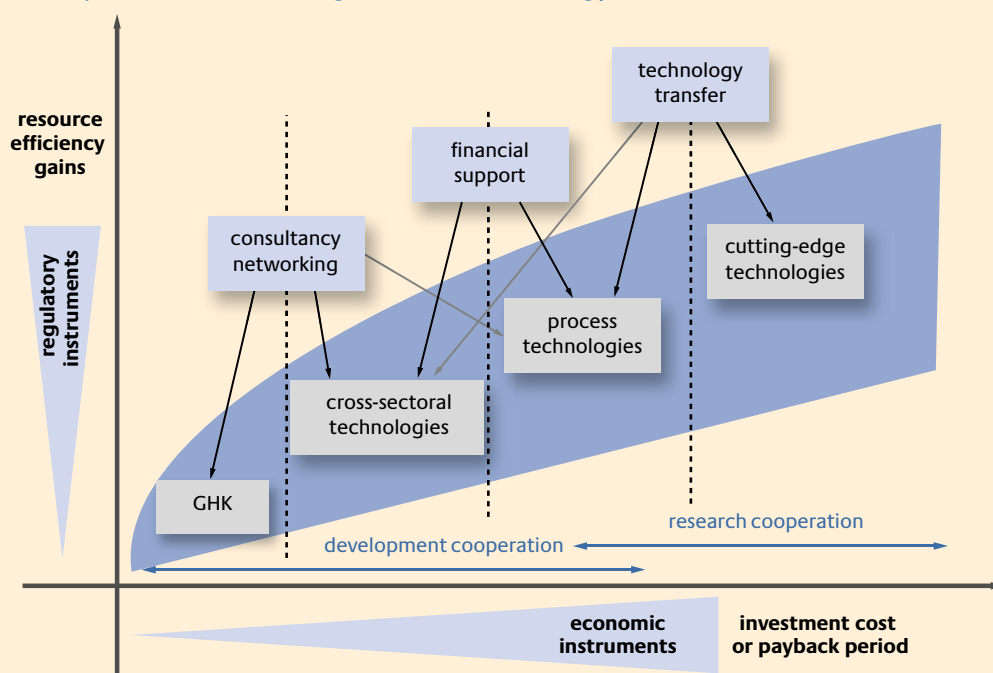 technology
transfer
resource
efficiency
gains
financial
support
consultancy
networking
cutting-edge
technologies
regulatory
instruments
process
technologies
cross-sectoral
technologies
GHK
research cooperation
development cooperation
economic
instruments
investment cost
or payback period